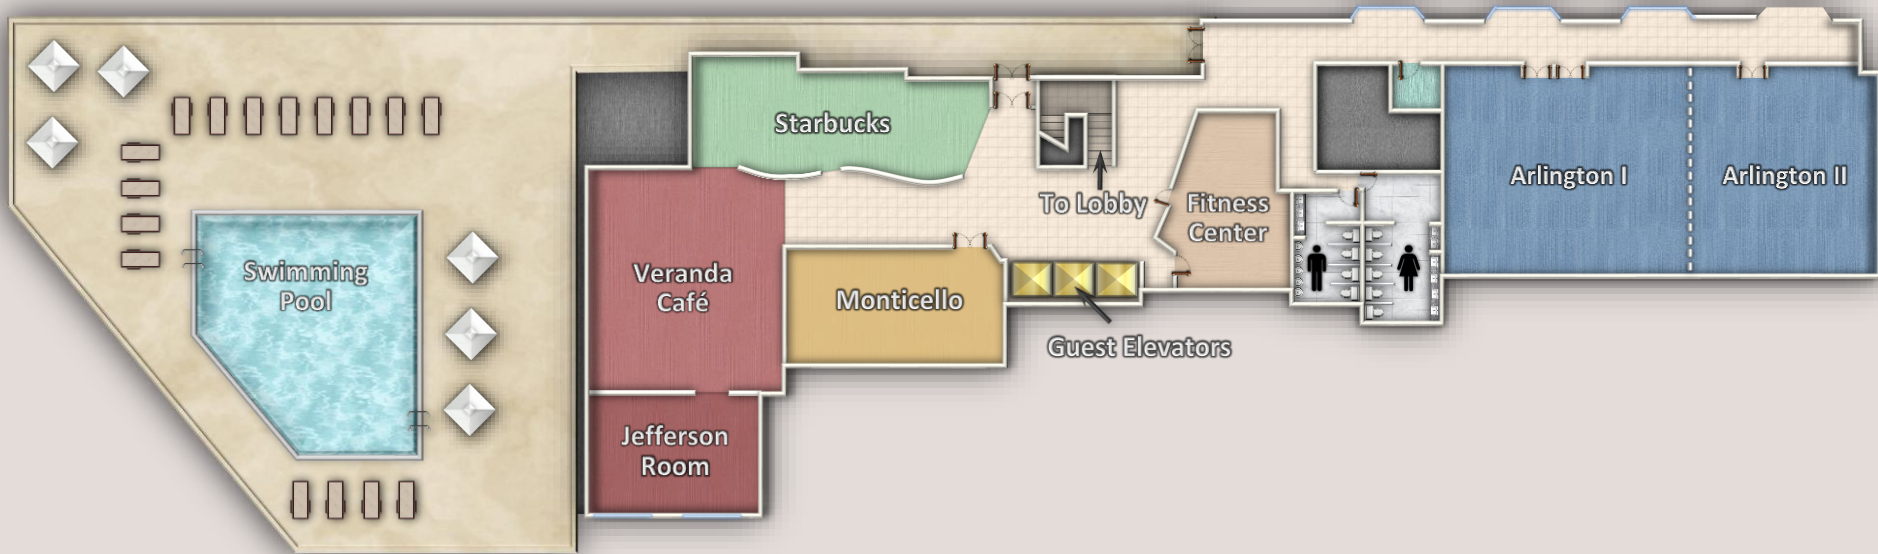 Starbucks
Arlington I
Arlington II
To Lobby
Fitness
Center
Swimming
Pool
Veranda
Café
Monticello
Guest Elevators
Jefferson
Room